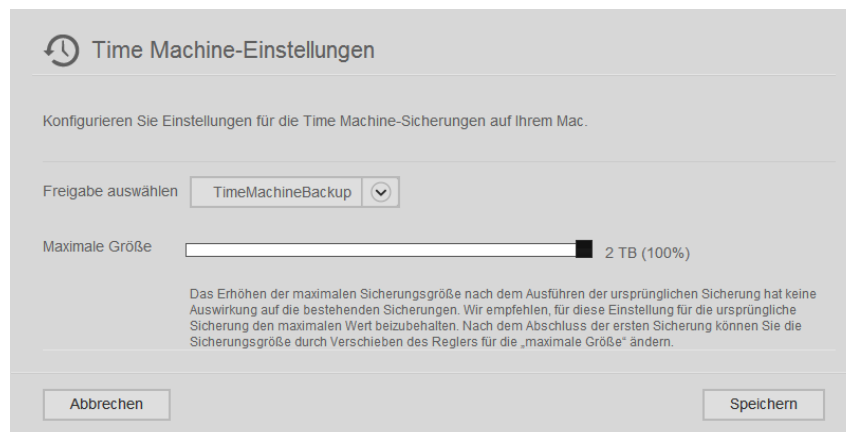 Time Machine-Einstellungen
Konfigurieren Sie Einstellungen für die Time Machine-Sicherungen auf Ihrem Mac.
Freigabe auswählen TimeMachineBackup
Maximale Größe 2 TB (100%)
Das Erhöhen der maximalen Sicherungsgröße nach dem Ausführen der ursprünglichen Sicherung hat keine
Auswirkung auf die bestehenden Sicherungen. Wir empfehlen, für diese Einstellung für die ursprüngliche
Sicherung den maximalen Wert beizubehalten. Nach dem Abschluss der ersten Sicherung können Sie die
Sicherungsgröße durch Verschieben des Reglers für die „maximale Größe“ ändern.
Abbrechen Speichern